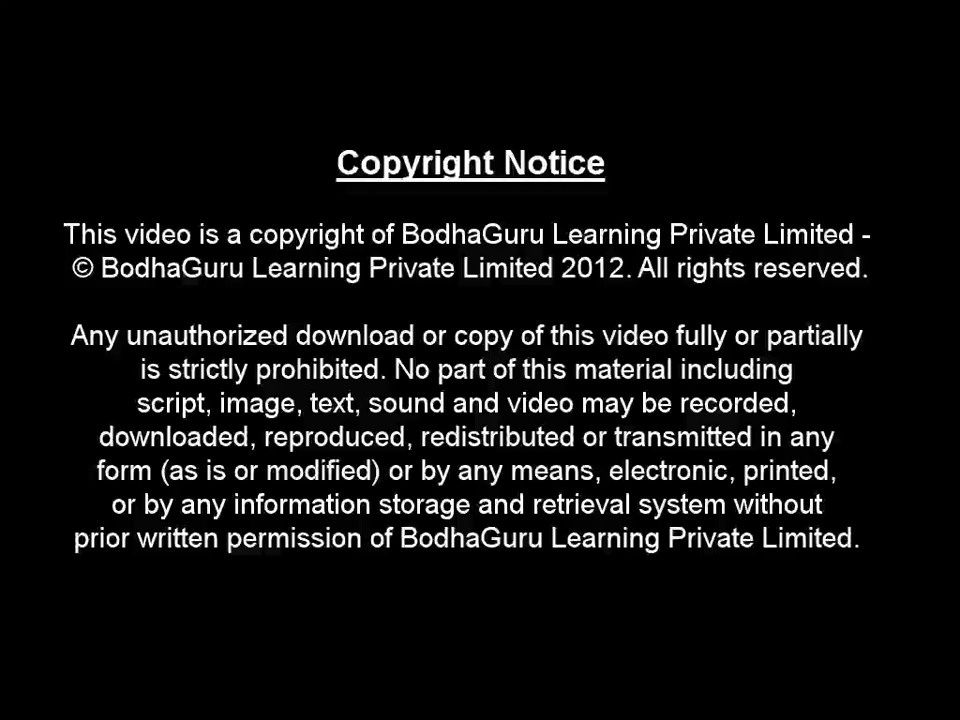 Copyright Notice
This video is a copyright of BodhaGuru Learning Private Limited -
© BodhaGuru Learning Private Limited 2012. All rights reserved.
Any unauthorized download or copy of this video fully or partially
is strictly prohibited. No part of this material including
script, image, text, sound and video may be recorded,
downloaded, reproduced, redistributed or transmitted in any
form (as is or modified) or by any means, electronic, printed,
or by any information storage and retrieval system without
prior written permission of BodhaGuru Learning Private Limited.